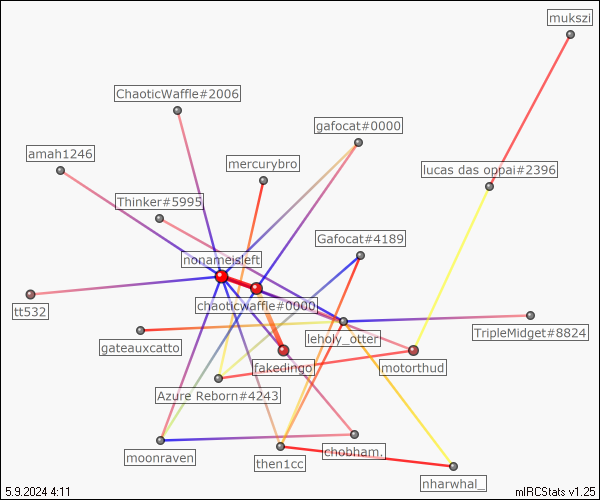 mukszi
ChaoticWaffle#2006
gafocat#0000
amah1246
mercurybro
lucas das oppai#2396
Thinker#5995
Gafocat#4189
nonameisleft
chaoticwaffle#0000
tt532
TripleMidget#8824
leholy_otter
gateauxcatto
fakedingo
motorthud
Azure Reborn#4243
chobham.
moonraven
then1cc
nharwhal_
5.9.2024 4:11
mIRCStats v1.25